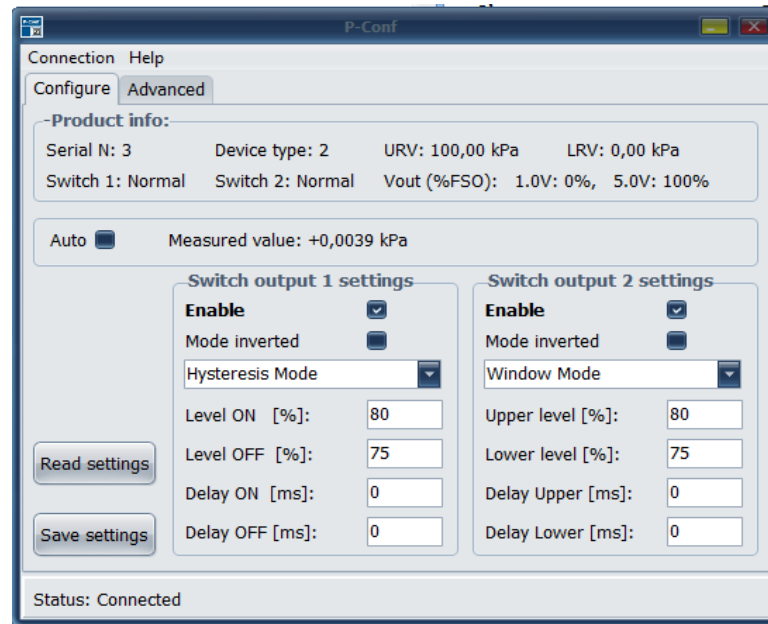 P-Conf
Connection Help
Configure Advanced
-Product info:
Serial N: 3 Device type: 2 URV: 100,00 kPa LRV: 0,00 kPa
Switch 1: Normal Switch 2: Normal Vout (%FSO): 1.0V: 0%, 5.0V: 100%
Auto Measured value: +0,0039 kPa
Switch output 1 settings
Enable
Mode inverted
Hysteresis Mode
Level ON [%]: 80
Level OFF [%]: 75
Delay ON [ms]: 0
Delay OFF [ms]: 0
Switch output 2 settings
Enable
Mode inverted
Window Mode
Upper level [%]: 80
Lower level [%]: 75
Delay Upper [ms]: 0
Delay Lower [ms]: 0
Read settings
Save settings
Status: Connected